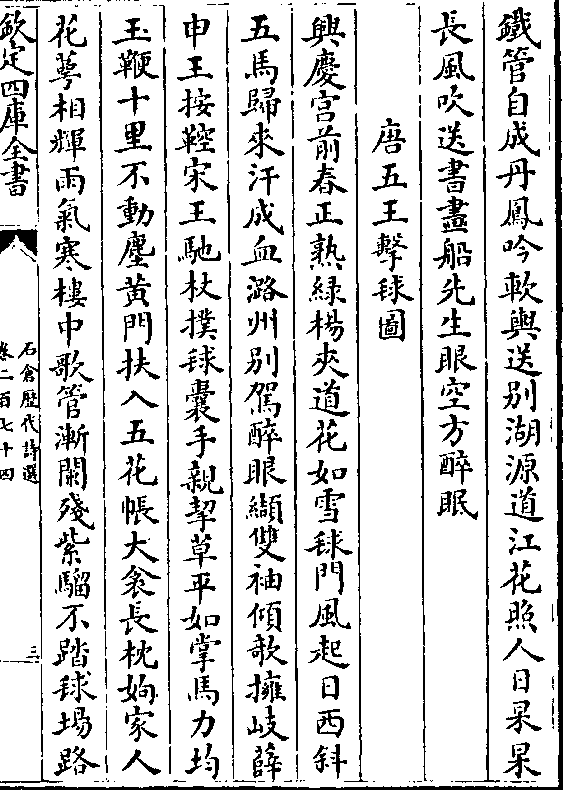 鐵管自成丹鳳吟軟輿送别湖源道江花照人日杲杲
長風吹送書畫船先生眼空方醉眠
唐五王擊毬圖
興慶宫前春正熟緑楊夾道花如雪毬門風起日西斜
五馬歸來汗成血潞州别駕醉眼纈雙袖傾欹擁岐薛
申王按轡宋王馳杖撲毬囊手親挈草平如掌馬力均
玉鞭十里不動塵黄門扶入五花帳大衾長枕姁家人
花萼相輝雨氣寒樓中歌管漸闌殘紫騮不踏毬場路
欽定四庫全書
石倉歷代詩選
卷二百七十四
三